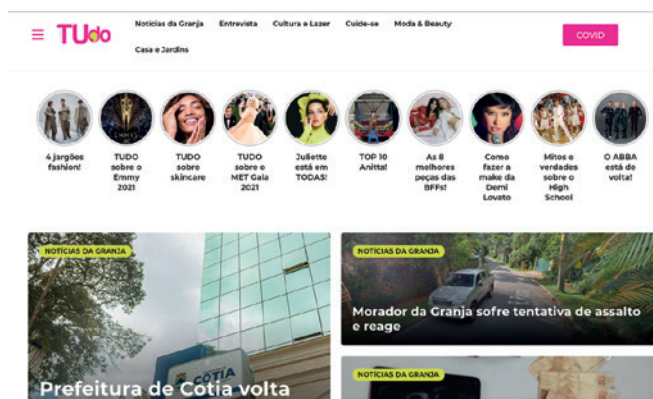 TUdo
Notícias da Granja
Entrevista
Cultura e Lazer
Cuide-se
Moda & Beauty
Casa e Jardins
COVID
4 jargões
fashion!
TUDO
sobre o
Emmy
2021
TUDO
sobre
skincare
TUDO
sobre o
MET Gala
2021
Juliette
está em
TODAS!
TOP 10
Anitta!
As 8
melhores
peças das
BFFs!
Como
fazer a
make da
Demi
Lovato
Mitos e
verdades
sobre o
High
School
O ABBA
está de
volta!
NOTÍCIAS DA GRANJA
COTIA
Prefeitura de Cotia volta
NOTÍCIAS DA GRANJA
Morador da Granja sofre tentativa de assalto
e reage
NOTÍCIAS DA GRANJA